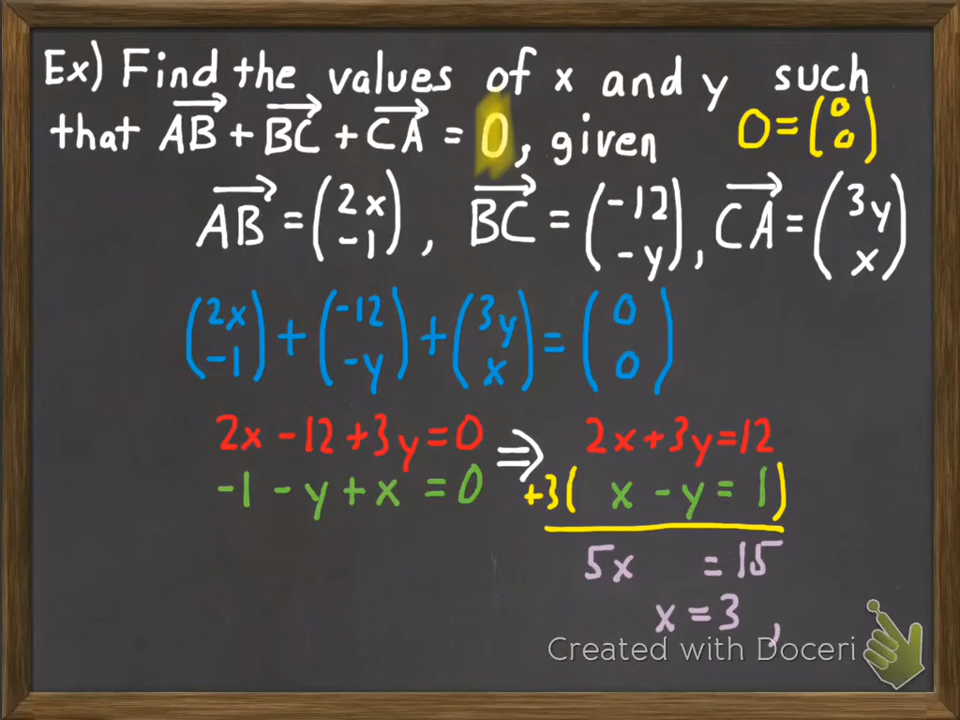 Ex) Find the values of x and y such
that AB + BC + CA = 0, given 0 = (0 0)
AB = (2x -1), BC = (-12 -y), CA = (3y x)
(2x -1) + (-12 -y) + (3y x) = (0 0)
2x - 12 + 3y = 0 ⇒ 2x + 3y = 12
-1 - y + x = 0 +3( x - y = 1 )
5x = 15
x = 3 ,
Created with Doceri